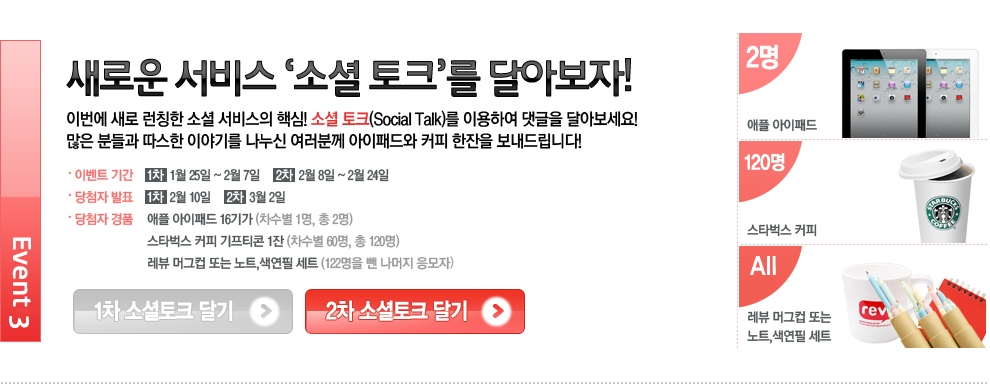 Event 3
새로운 서비스 ‘소셜 토크’를 달아보자!
이번에 새로 런칭한 소셜 서비스의 핵심! 소셜 토크(Social Talk)를 이용하여 댓글을 달아보세요!
많은 분들과 따스한 이야기를 나누신 여러분께 아이패드와 커피 한잔을 보내드립니다!
· 이벤트 기간 1차 1월 25일 ~ 2월 7일 2차 2월 8일 ~ 2월 24일
· 당첨자 발표 1차 2월 10일 2차 3월 2일
· 당첨자 경품 애플 아이패드 16기가 (차수별 1명, 총 2명)
스타벅스 커피 기프티콘 1잔 (차수별 60명, 총 120명)
레뷰 머그컵 또는 노트,색연필 세트 (122명을 뺀 나머지 응모자)
1차 소셜토크 달기
2차 소셜토크 달기
2명
애플 아이패드
120명
스타벅스 커피
STARBUCKS
COFFEE
All
레뷰 머그컵 또는
노트,색연필 세트
rev